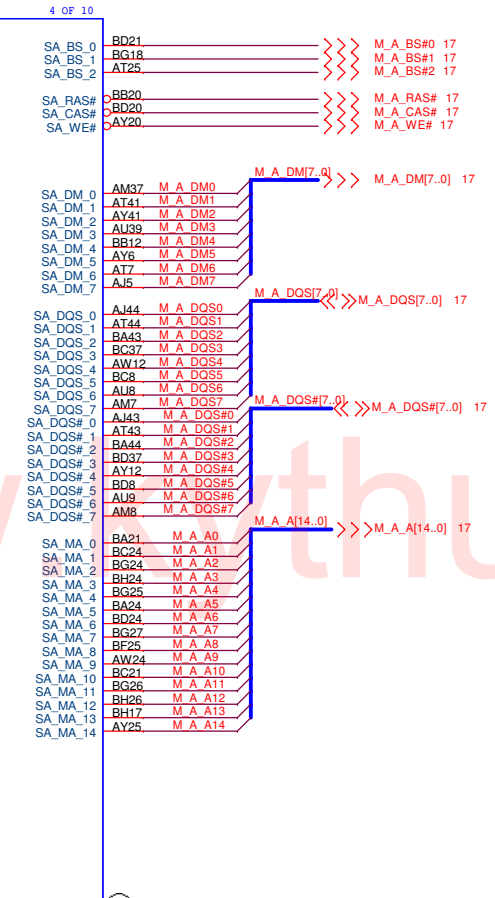 4 OF 10
SA_BS_0 BD21 M_A_BS#0 17
SA_BS_1 BG18 M_A_BS#1 17
SA_BS_2 AT25 M_A_BS#2 17
SA_RAS# BB20 M_A_RAS# 17
SA_CAS# BD20 M_A_CAS# 17
SA_WE# AY20 M_A_WE# 17
M_A_DM[7..0] M_A_DM[7..0] 17
SA_DM_0 AM37 M_A_DM0
SA_DM_1 AT41 M_A_DM1
SA_DM_2 AY41 M_A_DM2
SA_DM_3 AU39 M_A_DM3
SA_DM_4 BB12 M_A_DM4
SA_DM_5 AY6 M_A_DM5
SA_DM_6 AT7 M_A_DM6
SA_DM_7 AJ5 M_A_DM7
M_A_DQS[7..0] M_A_DQS[7..0] 17
SA_DQS_0 AJ44 M_A_DQS0
SA_DQS_1 AT44 M_A_DQS1
SA_DQS_2 BA43 M_A_DQS2
SA_DQS_3 BC37 M_A_DQS3
SA_DQS_4 AW12 M_A_DQS4
SA_DQS_5 BC8 M_A_DQS5
SA_DQS_6 AU8 M_A_DQS6
SA_DQS_7 AM7 M_A_DQS7
M_A_DQS#[7..0] M_A_DQS#[7..0] 17
SA_DQS#_0 AJ43 M_A_DQS#0
SA_DQS#_1 AT43 M_A_DQS#1
SA_DQS#_2 BA44 M_A_DQS#2
SA_DQS#_3 BD37 M_A_DQS#3
SA_DQS#_4 AY12 M_A_DQS#4
SA_DQS#_5 BD8 M_A_DQS#5
SA_DQS#_6 AU9 M_A_DQS#6
SA_DQS#_7 AM8 M_A_DQS#7
M_A_A[14..0] M_A_A[14..0] 17
SA_MA_0 BA21 M_A_A0
SA_MA_1 BC24 M_A_A1
SA_MA_2 BG24 M_A_A2
SA_MA_3 BH24 M_A_A3
SA_MA_4 BG25 M_A_A4
SA_MA_5 BA24 M_A_A5
SA_MA_6 BD24 M_A_A6
SA_MA_7 BG27 M_A_A7
SA_MA_8 BF25 M_A_A8
SA_MA_9 AW24 M_A_A9
SA_MA_10 BC21 M_A_A10
SA_MA_11 BG26 M_A_A11
SA_MA_12 BH26 M_A_A12
SA_MA_13 BH17 M_A_A13
SA_MA_14 AY25 M_A_A14